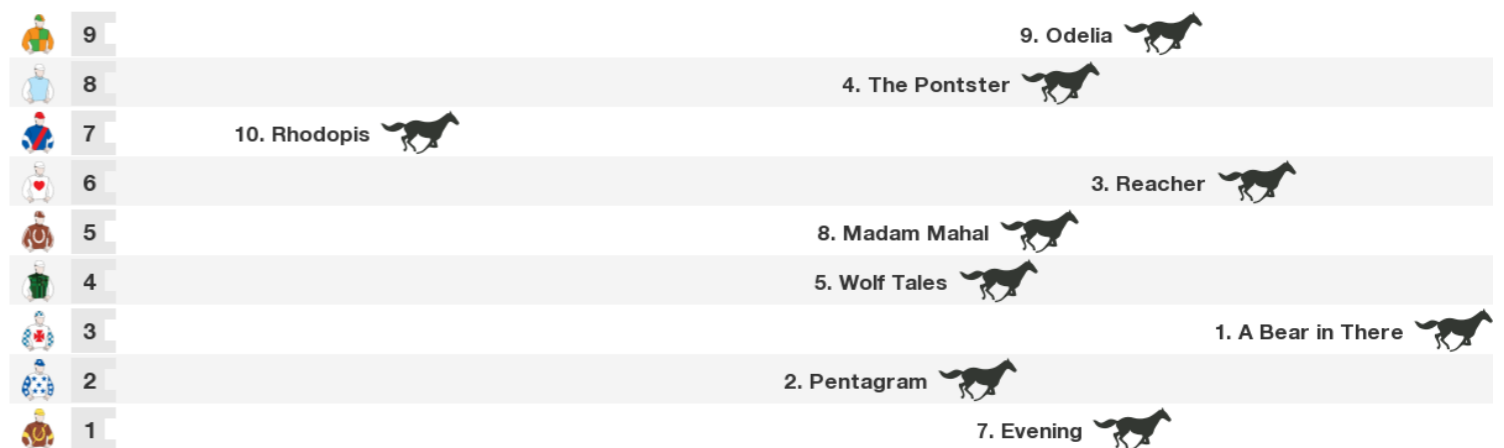 9 9. Odelia
8 4. The Pontster
7 10. Rhodopis
6 3. Reacher
5 8. Madam Mahal
4 5. Wolf Tales
3 1. A Bear in There
2 2. Pentagram
1 7. Evening